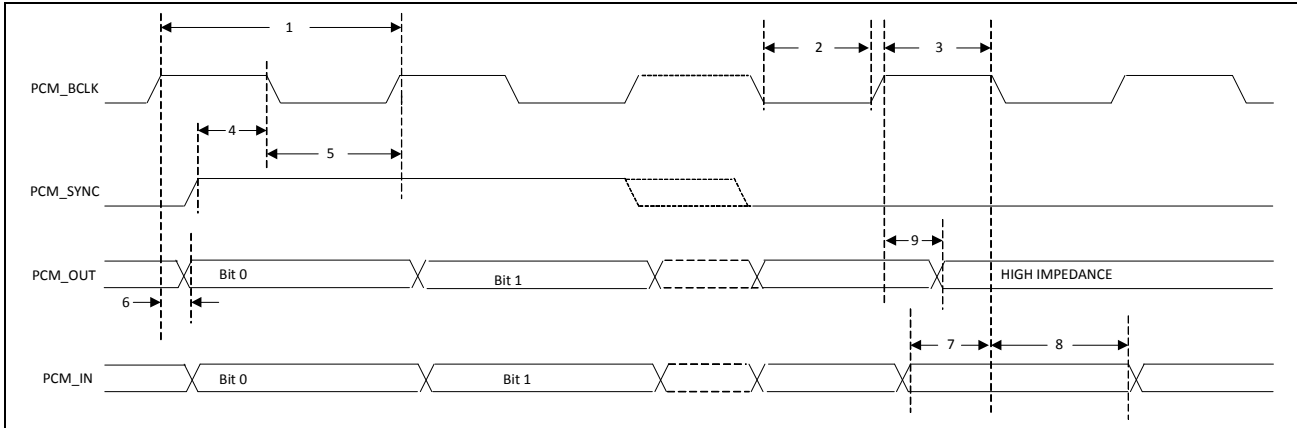 1
2
3
PCM_BCLK
4
5
PCM_SYNC
9
PCM_OUT
Bit 0
Bit 1
HIGH IMPEDANCE
6
7
8
PCM_IN
Bit 0
Bit 1